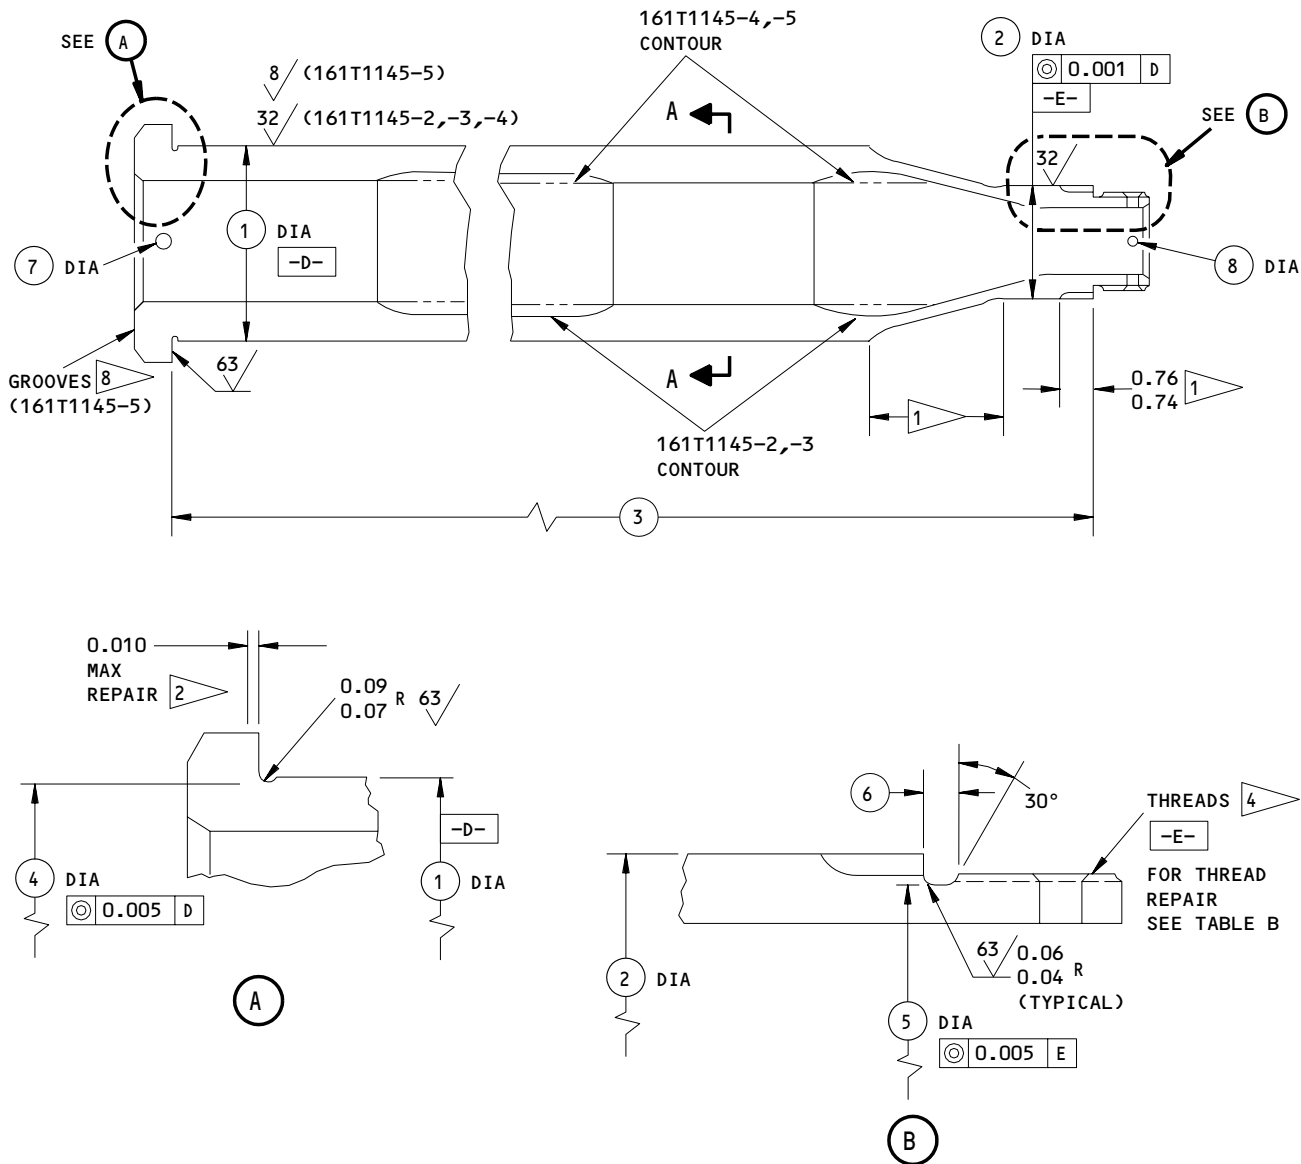 161T1145-4,-5
CONTOUR
2 DIA
SEE A
8 (161T1145-5)
0.001 D
-E-
32 (161T1145-2,-3,-4)
A
SEE B
32
1 DIA
-D-
7 DIA
8 DIA
63
GROOVES 8
(161T1145-5)
A
0.76
0.74 1
1
161T1145-2,-3
CONTOUR
3
0.010
MAX
REPAIR 2
0.09
0.07 R 63
6
30°
THREADS 4
-E-
-D-
4 DIA
0.005 D
1 DIA
FOR THREAD
REPAIR
SEE TABLE B
63 0.06
0.04 R
(TYPICAL)
2 DIA
A
5 DIA
0.005 E
B